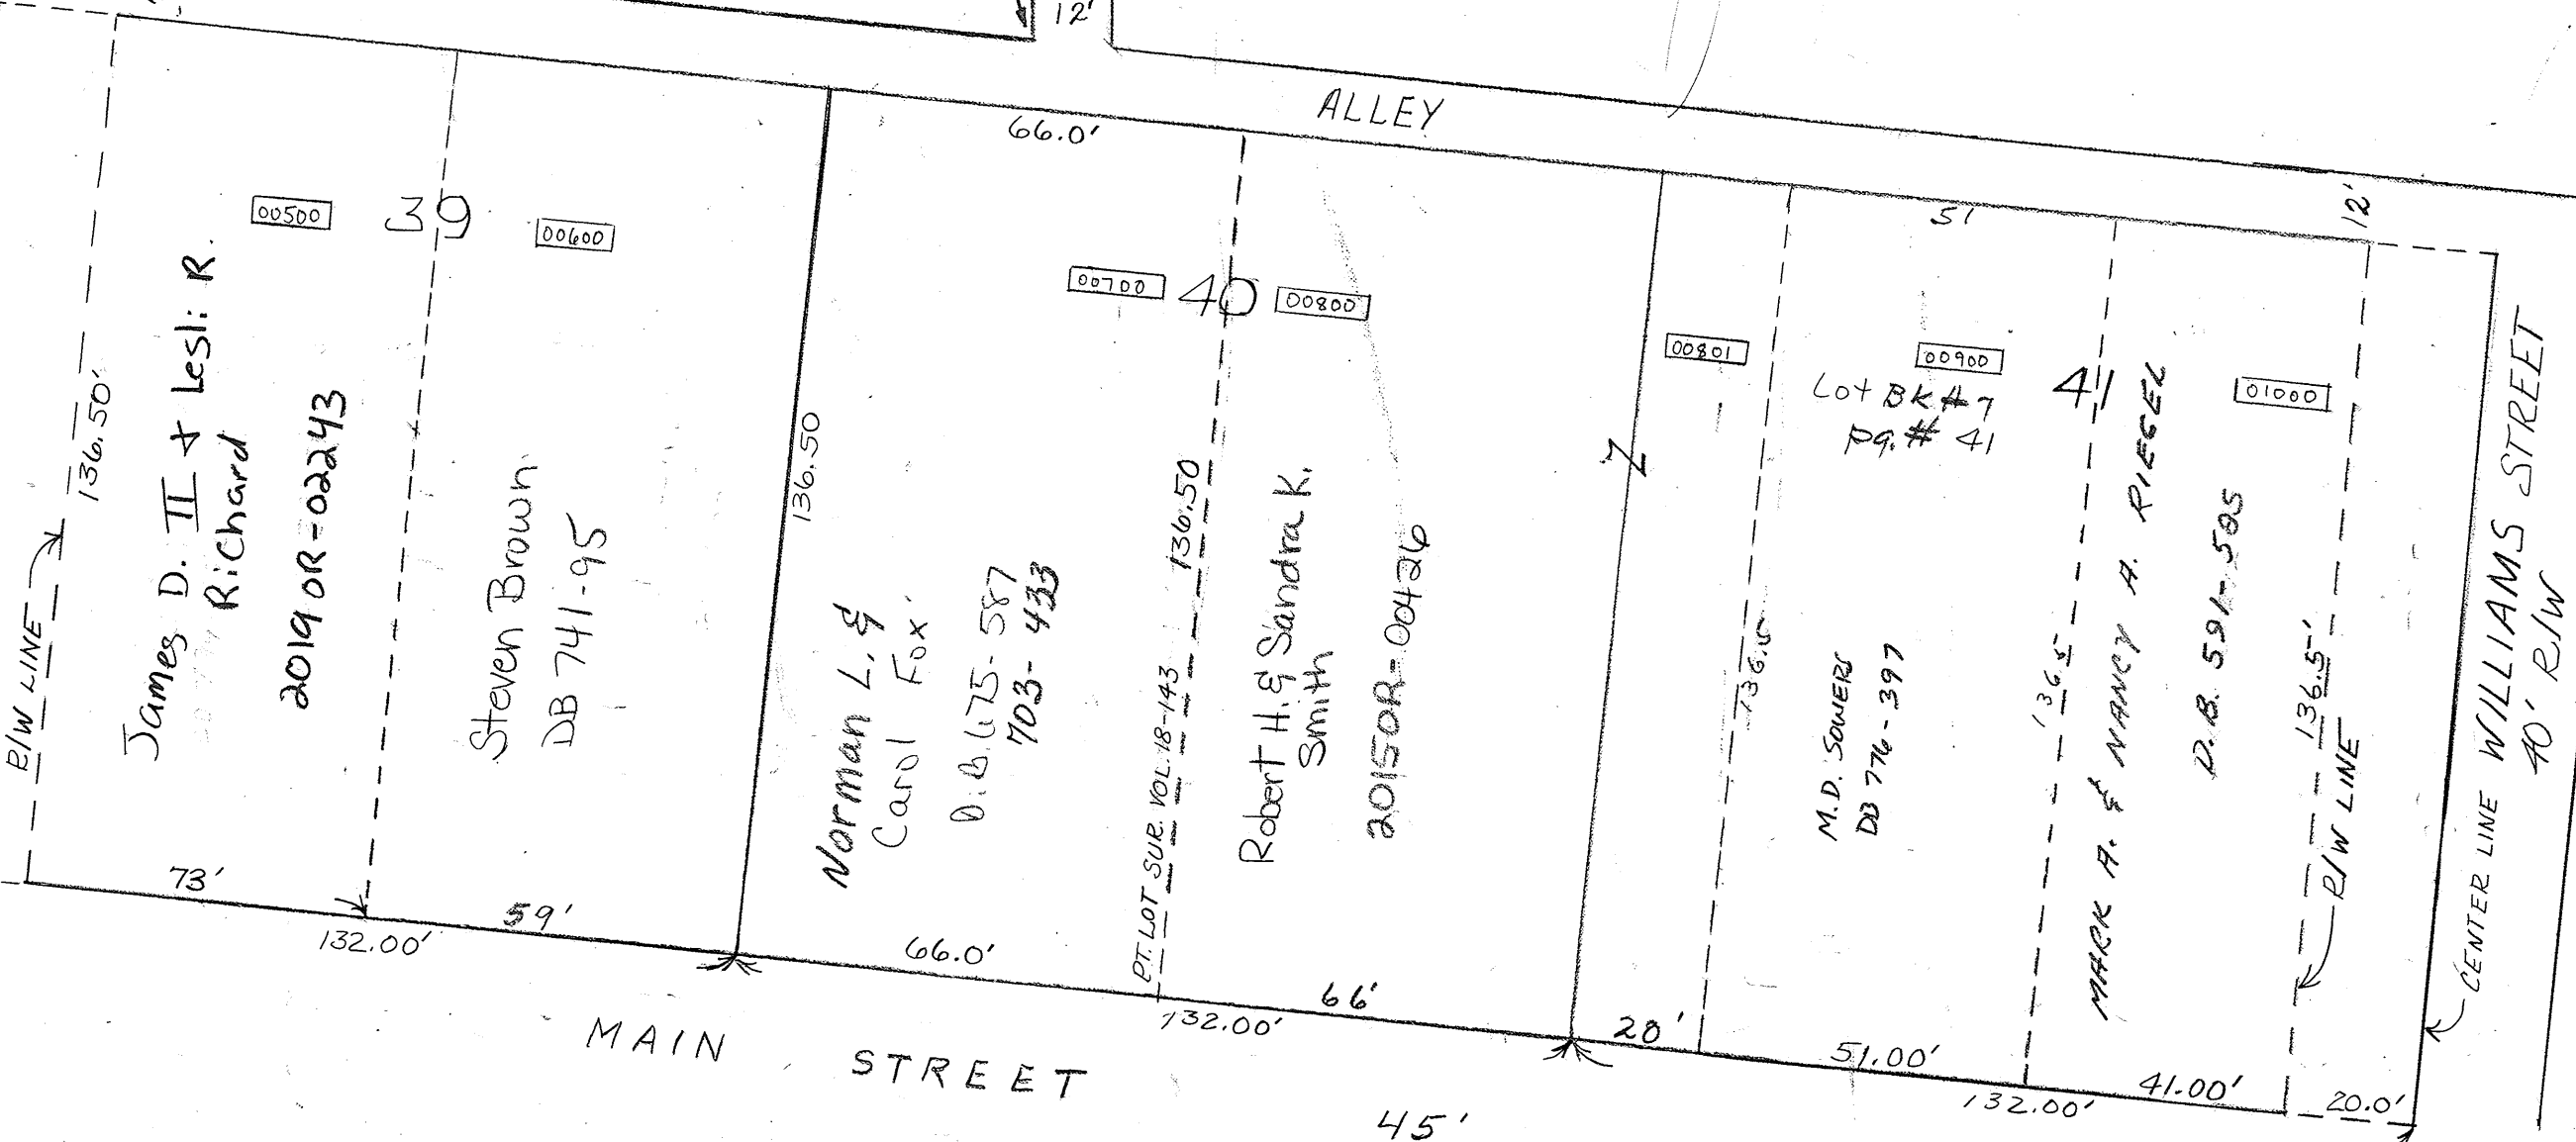 12'
ALLEY
66.0'
51'
12'
00500
39
00600
00700
40
00800
00801
00900
41
01000
Lot BK #7
pg. # 41
136.50'
R/W LINE
James D. II + Lesli R.
Richard
2019 OR-02243
Steven Brown
DB 741-95
136.50
Norman L. &
Carol Fox
D.B. 675-587
703-433
PT. LOT SUR. VOL. 18-143
136.50
Robert H. & Sandra K.
Smith
2015OR-00426
136.5
M.D. SOWERS
DB 776-397
136.5
MARK A. & NANCY A. RIEGEL
D.B. 591-505
136.5'
R/W LINE
CENTER LINE WILLIAMS STREET
40' R/W
73'
132.00'
59'
66.0'
132.00'
66'
20'
51.00'
132.00'
41.00'
20.0'
MAIN STREET
45'